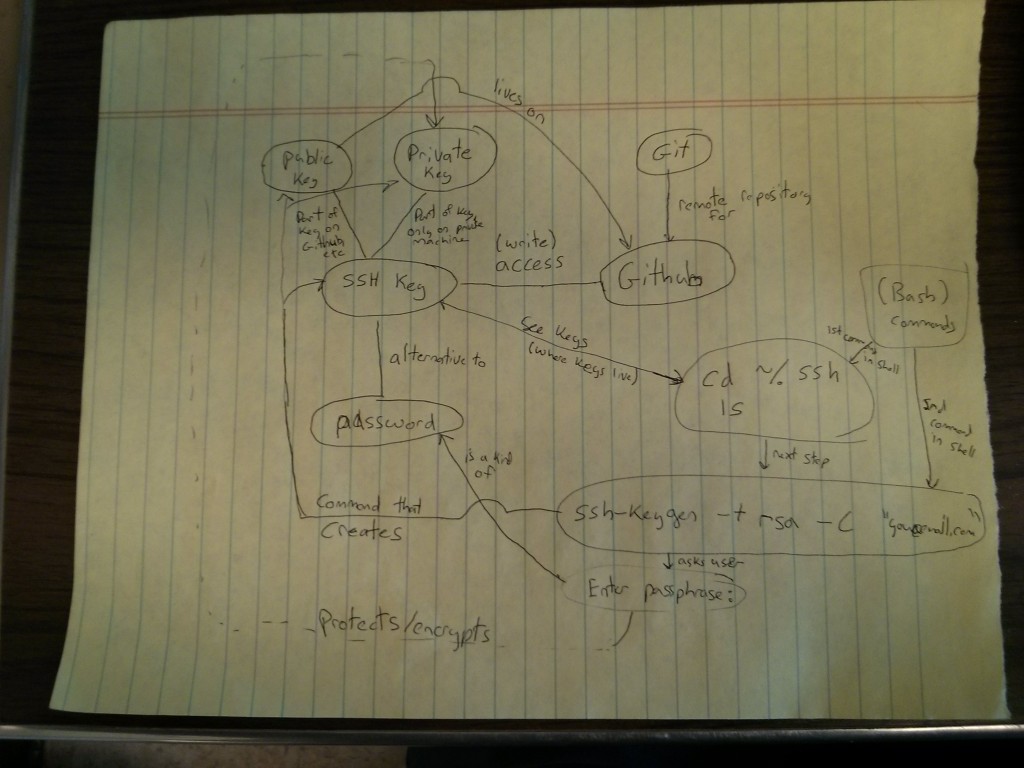 lives on
Public
Key
Private
Key
Git
remote repository
for
Part of
Key on
Github
etc
Part of key
only on private
machine
(write)
access
SSH Key
Github
(Bash)
commands
See Keys
(where keys live)
1st command
in shell
cd ~/.ssh
ls
alternative to
password
is a kind
of
next step
2nd
command
in shell
Command that
Creates
ssh-keygen -t rsa -C "you@email.com"
asks user
Enter passphrase:
protects/encrypts